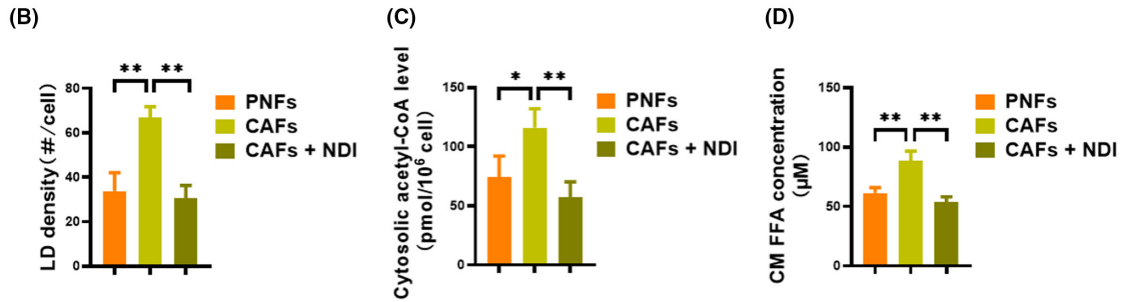 (B)
LD density(#/cell)
80
60
40
20
0
** **
PNFs
CAFs
CAFs + NDI
(C)
Cytosolic acetyl-CoA level
(pmol/10⁶ cell)
150
100
50
0
* **
PNFs
CAFs
CAFs + NDI
(D)
CM FFA concentration
(μM)
150
100
50
0
** **
PNFs
CAFs
CAFs + NDI